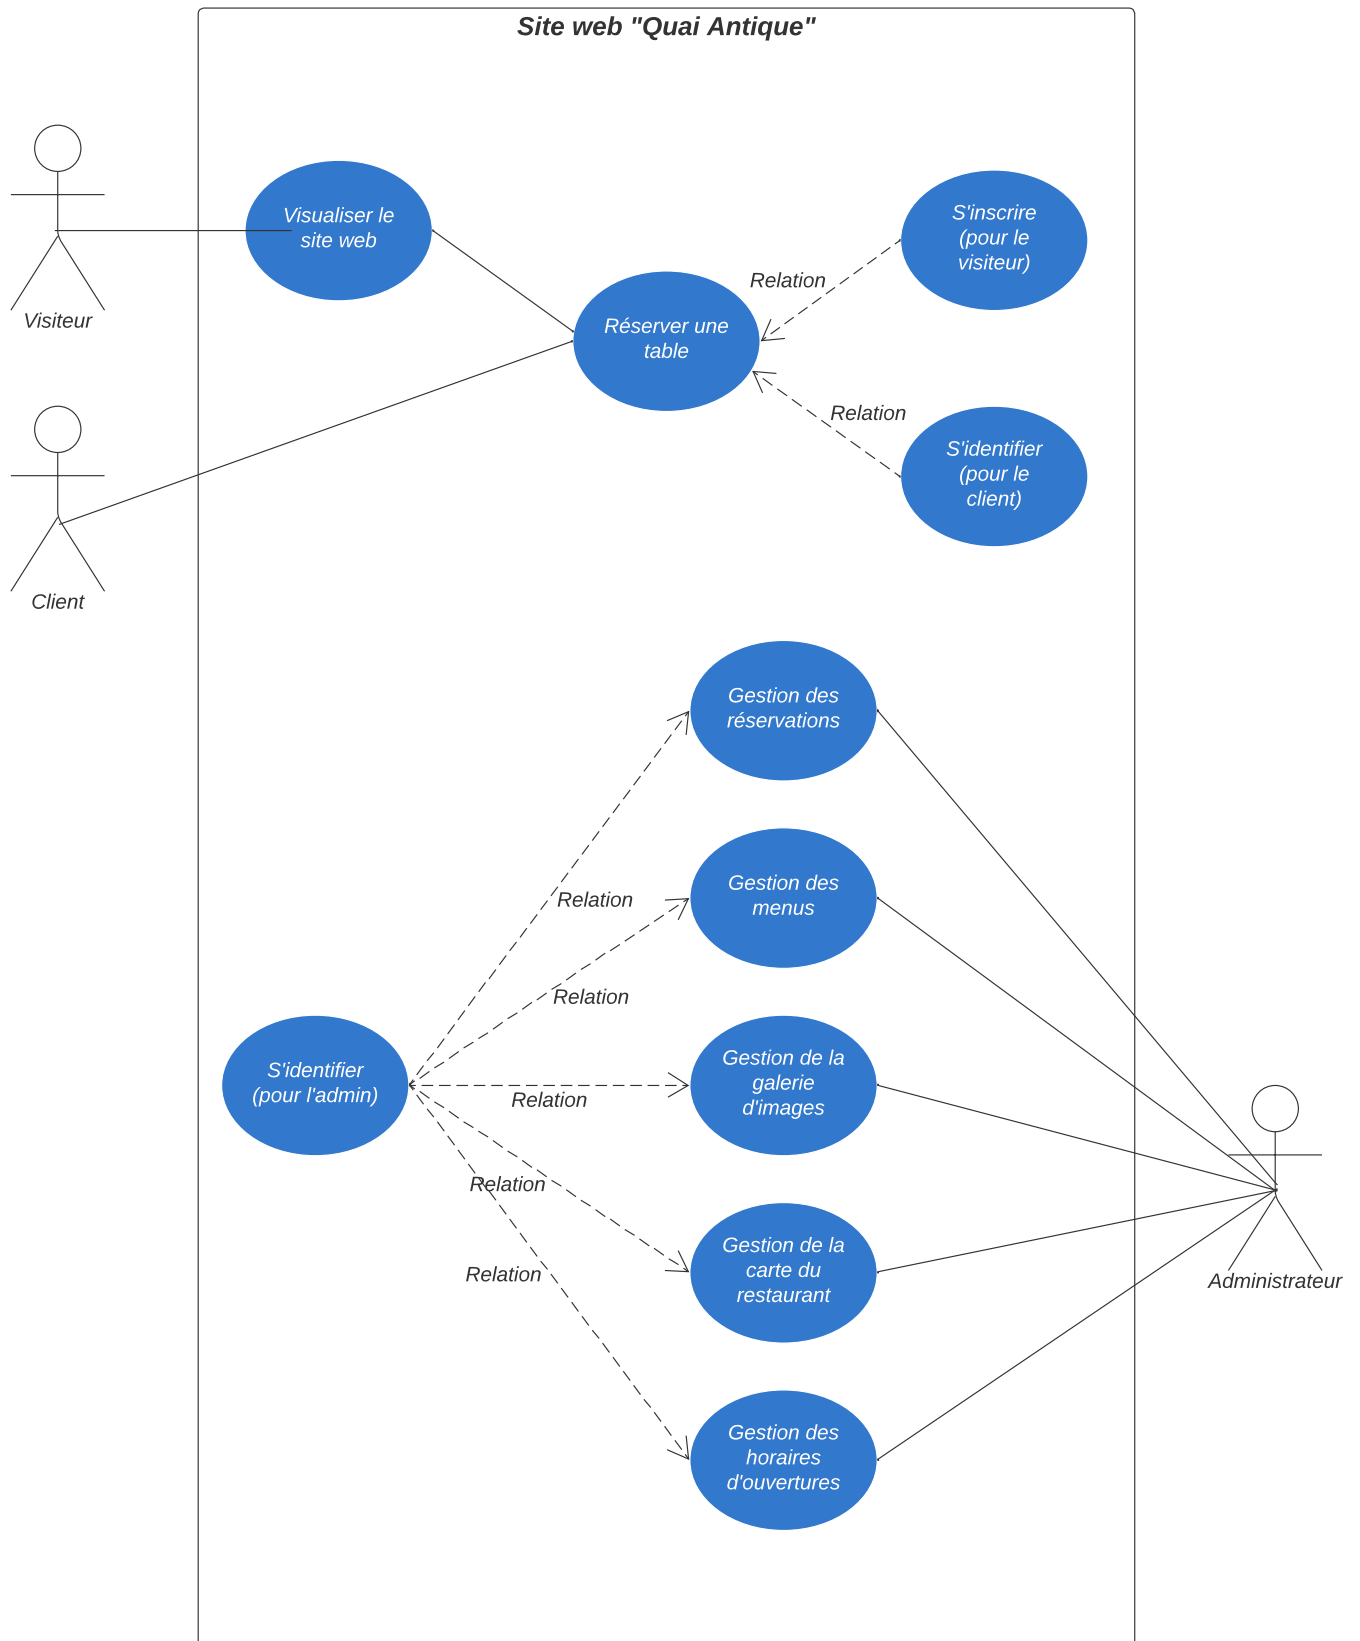 Site web "Quai Antique"
Visiteur
Visualiser le
site web
Réserver une
table
Relation
S'inscrire
(pour le
visiteur)
Relation
S'identifier
(pour le
client)
Client
Gestion des
réservations
Relation
Gestion des
menus
Relation
S'identifier
(pour l'admin)
Relation
Gestion de la
galerie
d'images
Relation
Gestion de la
carte du
restaurant
Relation
Administrateur
Gestion des
horaires
d'ouvertures